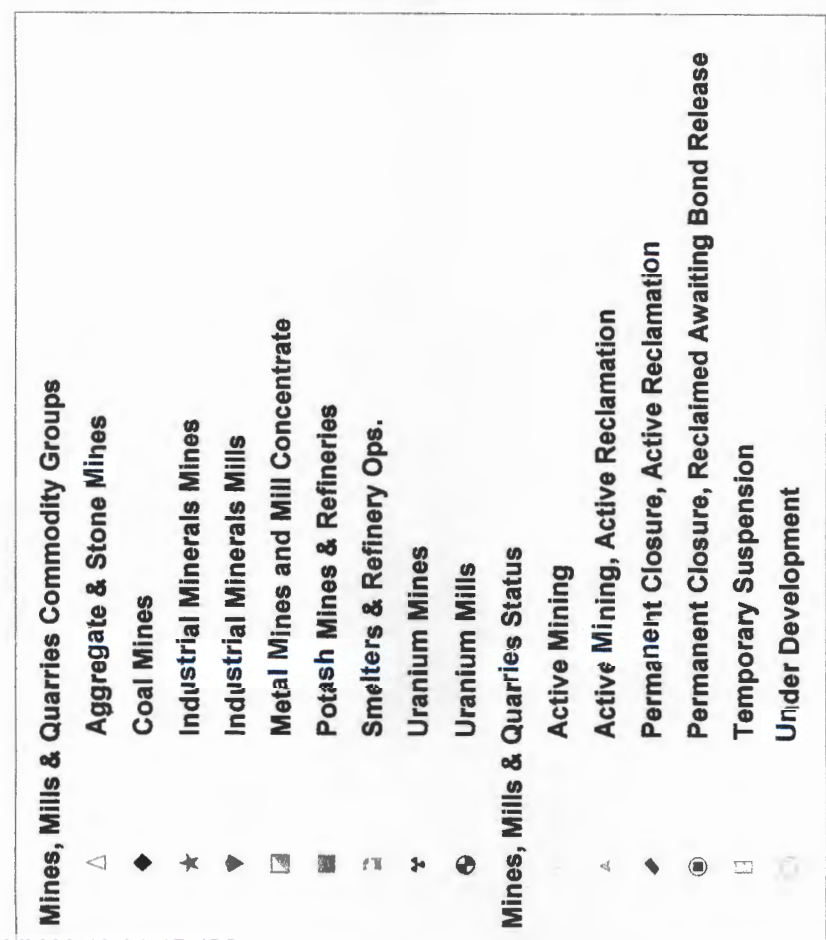 Mines, Mills & Quarries Commodity Groups
Aggregate & Stone Mines
Coal Mines
Industrial Minerals Mines
Industrial Minerals Mills
Metal Mines and Mill Concentrate
Potash Mines & Refineries
Smelters & Refinery Ops.
Uranium Mines
Uranium Mills
Mines, Mills & Quarries Status
Active Mining
Active Mining, Active Reclamation
Permanent Closure, Active Reclamation
Permanent Closure, Reclaimed Awaiting Bond Release
Temporary Suspension
Under Development